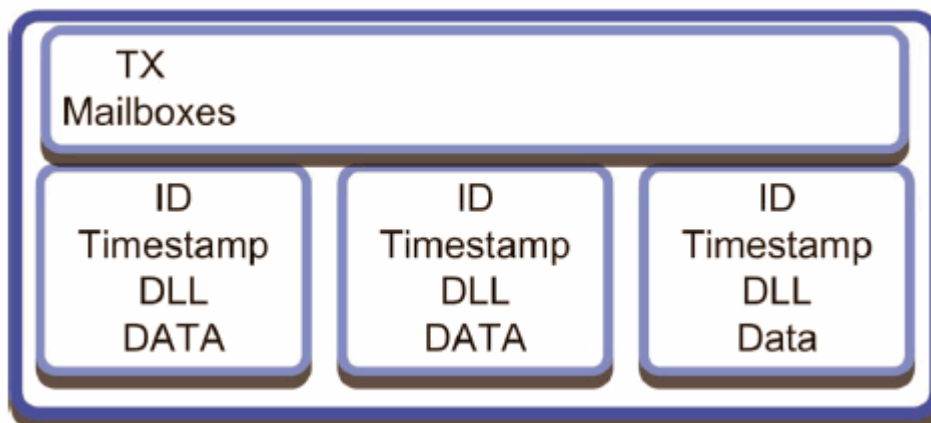 TX
Mailboxes
ID
Timestamp
DLL
DATA
ID
Timestamp
DLL
DATA
ID
Timestamp
DLL
Data